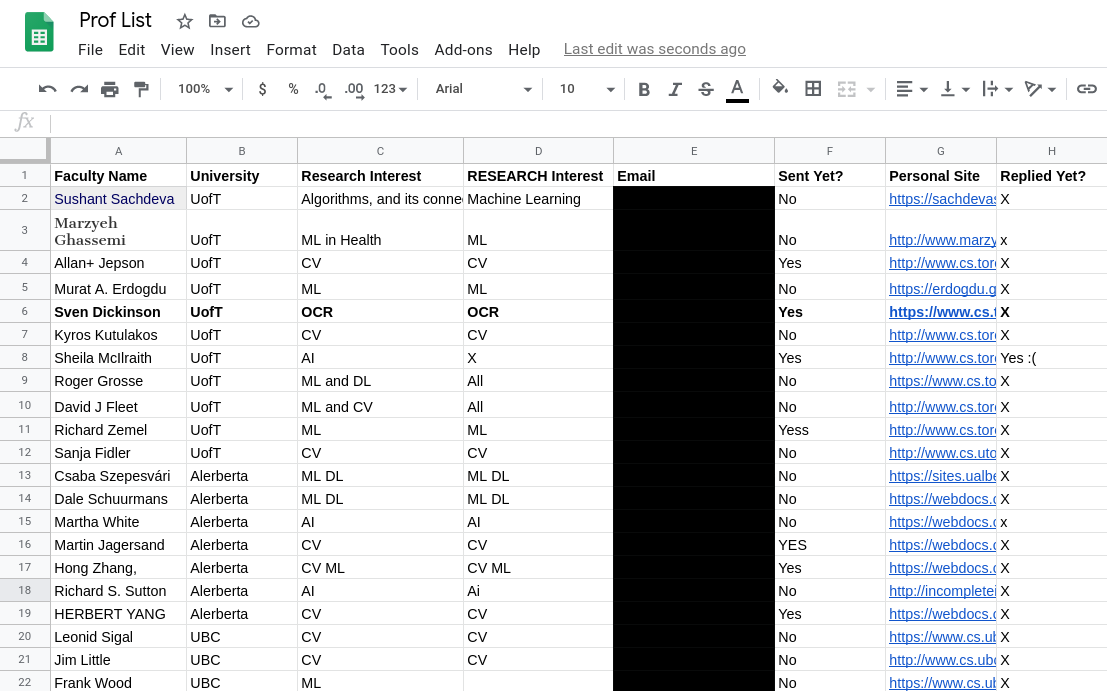 Prof List
File Edit View Insert Format Data Tools Add-ons Help Last edit was seconds ago
100% $ % .0 .00 123 Arial 10 B I S A
fx
A B C D E F G H
1 Faculty Name University Research Interest RESEARCH Interest Email Sent Yet? Personal Site Replied Yet?
2 Sushant Sachdeva UofT Algorithms, and its conne Machine Learning No https://sachdevas X
Marzyeh
3 Ghassemi UofT ML in Health ML No http://www.marzy x
4 Allan+ Jepson UofT CV CV Yes http://www.cs.tor X
5 Murat A. Erdogdu UofT ML ML No https://erdogdu.g X
6 Sven Dickinson UofT OCR OCR Yes https://www.cs.t X
7 Kyros Kutulakos UofT CV CV No http://www.cs.tor X
8 Sheila McIlraith UofT AI X Yes http://www.cs.tor Yes :(
9 Roger Grosse UofT ML and DL All No https://www.cs.to X
10 David J Fleet UofT ML and CV All No http://www.cs.tor X
11 Richard Zemel UofT ML ML Yess http://www.cs.tor X
12 Sanja Fidler UofT CV CV No http://www.cs.uto X
13 Csaba Szepesvári Alerberta ML DL ML DL No https://sites.ualbe X
14 Dale Schuurmans Alerberta ML DL ML DL No https://webdocs.c X
15 Martha White Alerberta AI AI No https://webdocs.c x
16 Martin Jagersand Alerberta CV CV YES https://webdocs.c X
17 Hong Zhang, Alerberta CV ML CV ML Yes https://webdocs.c X
18 Richard S. Sutton Alerberta AI Ai No http://incompletei X
19 HERBERT YANG Alerberta CV CV Yes https://webdocs.c X
20 Leonid Sigal UBC CV CV No https://www.cs.ub X
21 Jim Little UBC CV CV No http://www.cs.ubc X
22 Frank Wood UBC ML No https://www.cs.ub X